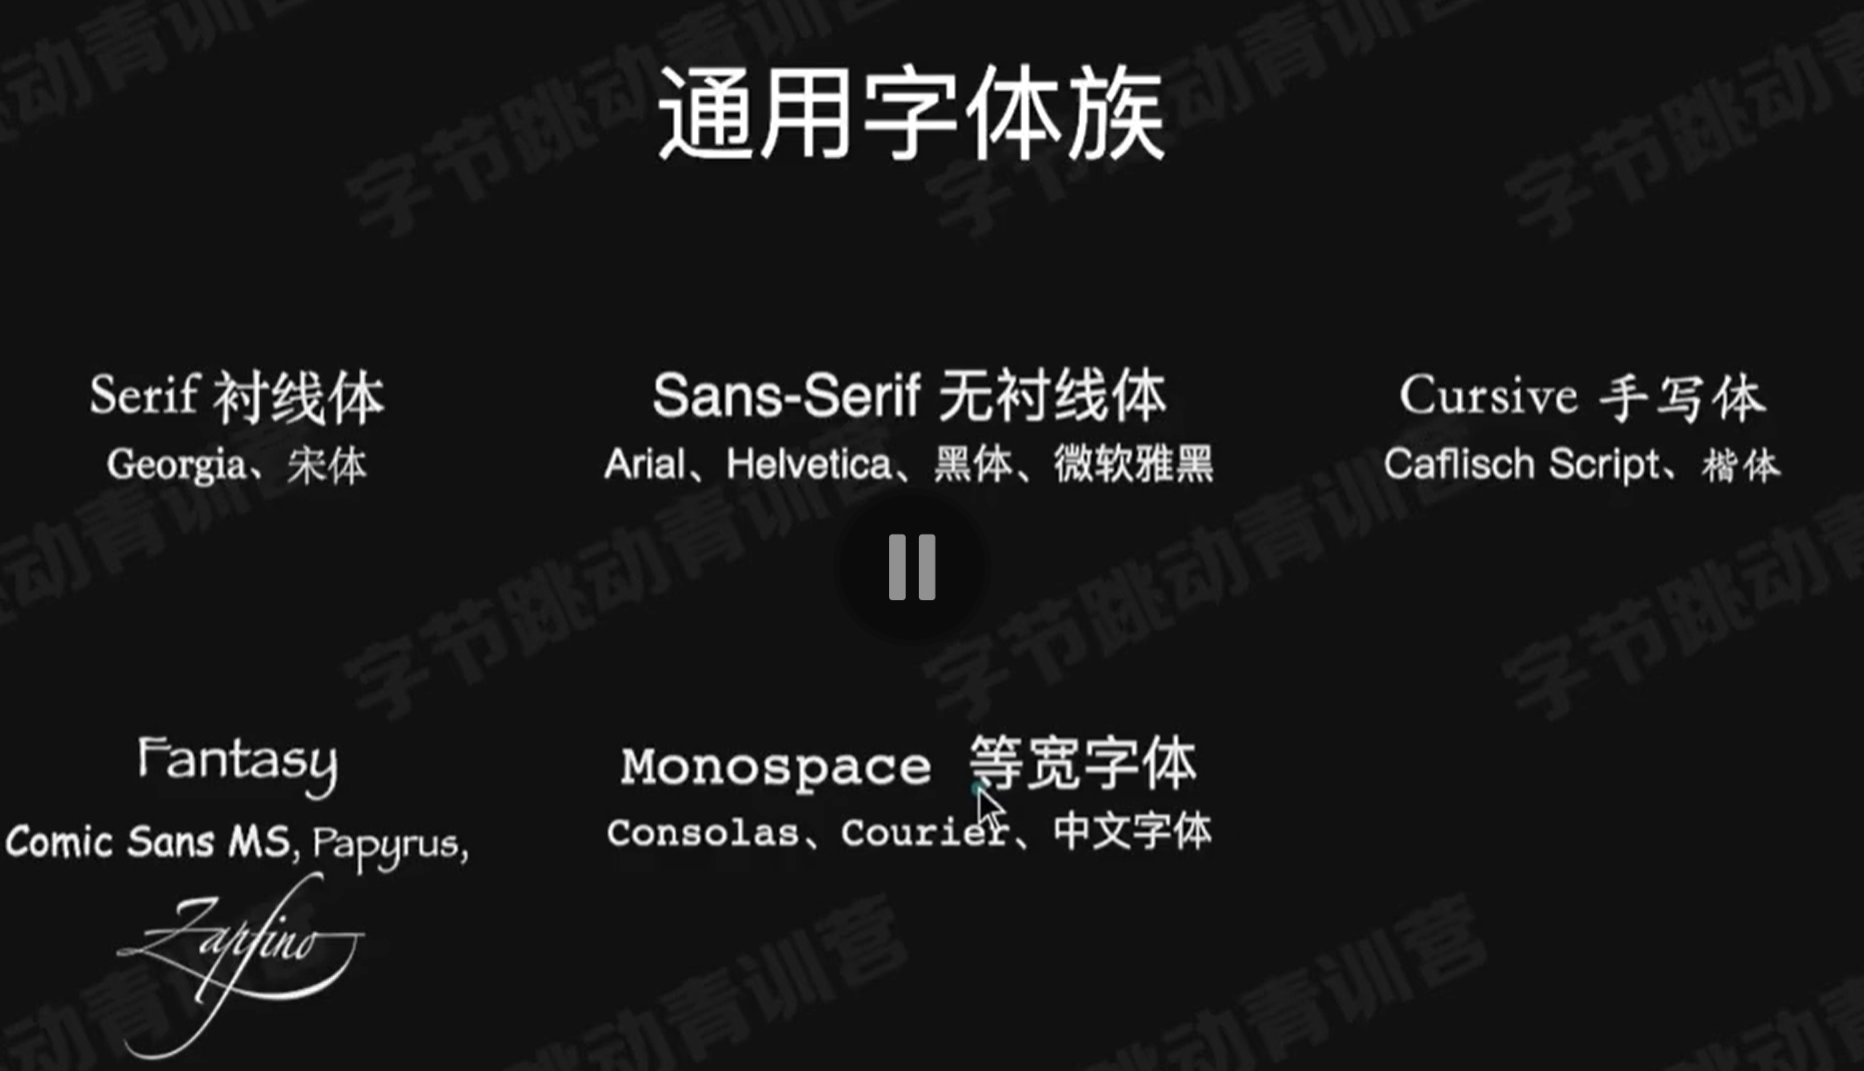 通用字体族
Serif 衬线体
Georgia、宋体
Sans-Serif 无衬线体
Arial、Helvetica、黑体、微软雅黑
Cursive 手写体
Caflisch Script、楷体
Fantasy
Comic Sans MS, Papyrus,
Zapfino
Monospace 等宽字体
Consolas、Courier、中文字体
字节跳动青训营